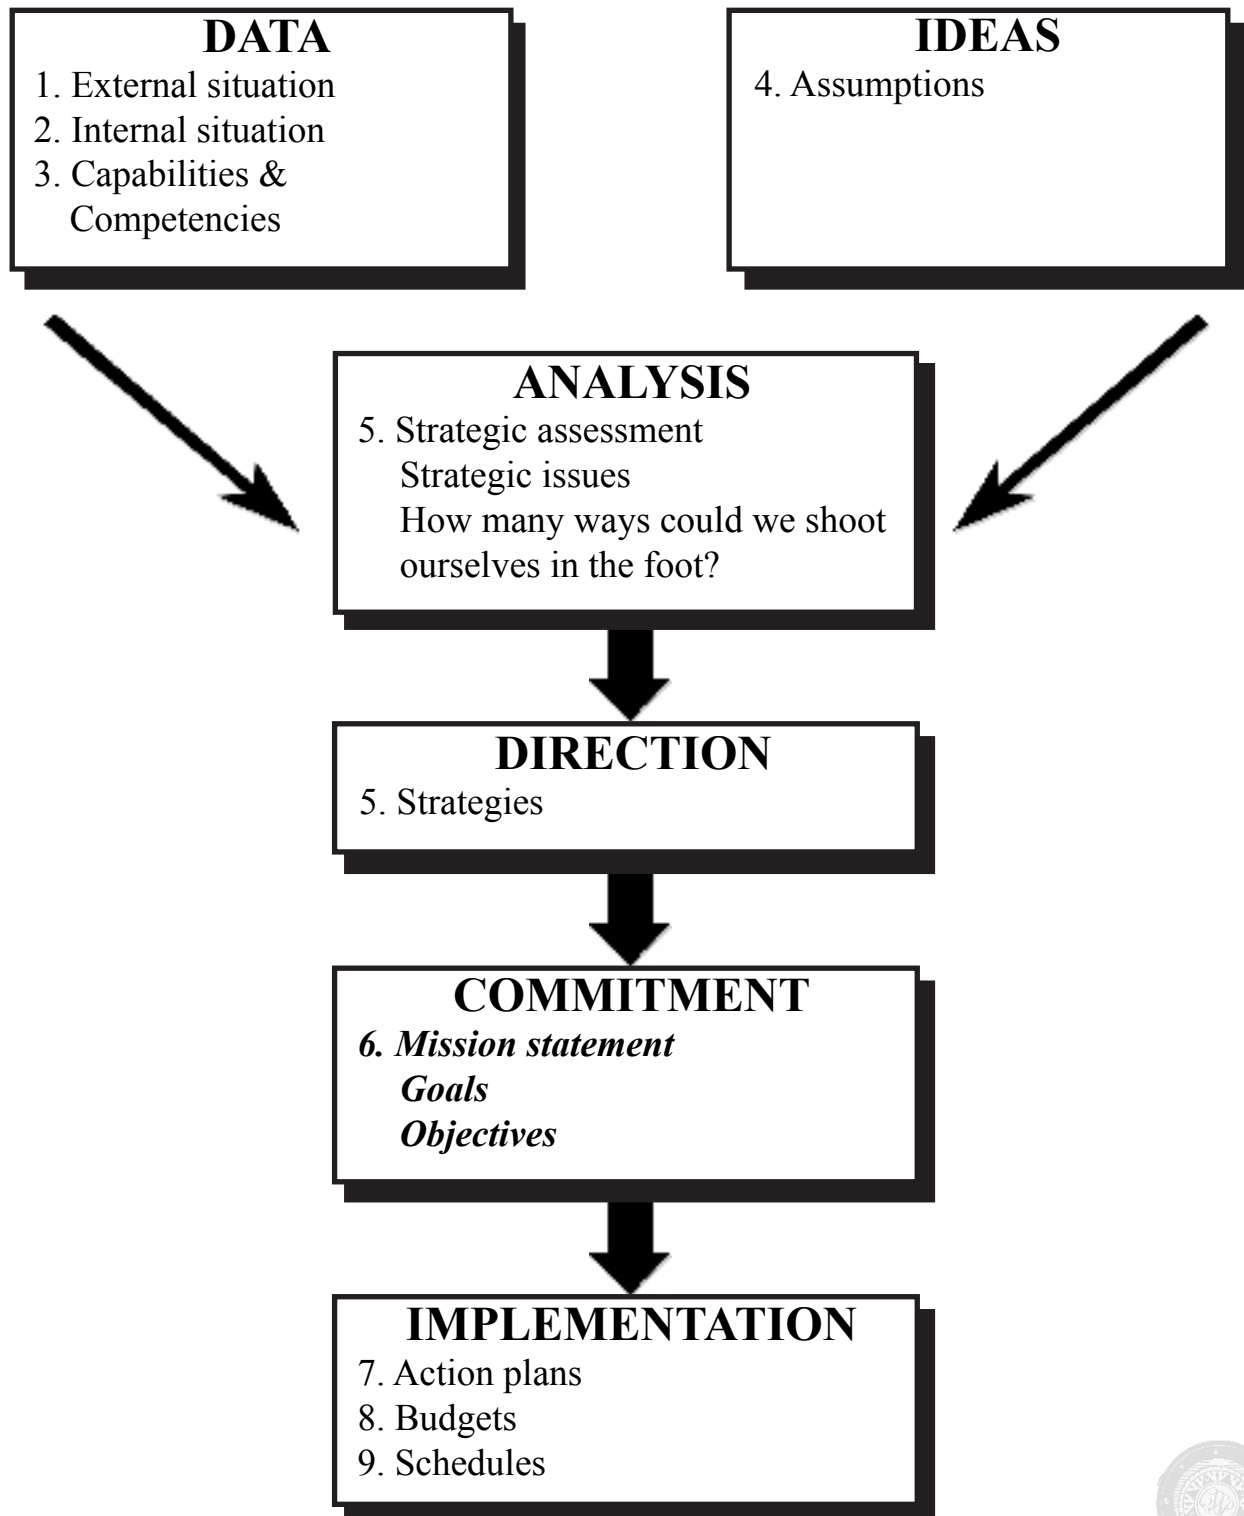 DATA
1. External situation
2. Internal situation
3. Capabilities &
Competencies
IDEAS
4. Assumptions
ANALYSIS
5. Strategic assessment
Strategic issues
How many ways could we shoot
ourselves in the foot?
DIRECTION
5. Strategies
COMMITMENT
6. Mission statement
Goals
Objectives
IMPLEMENTATION
7. Action plans
8. Budgets
9. Schedules